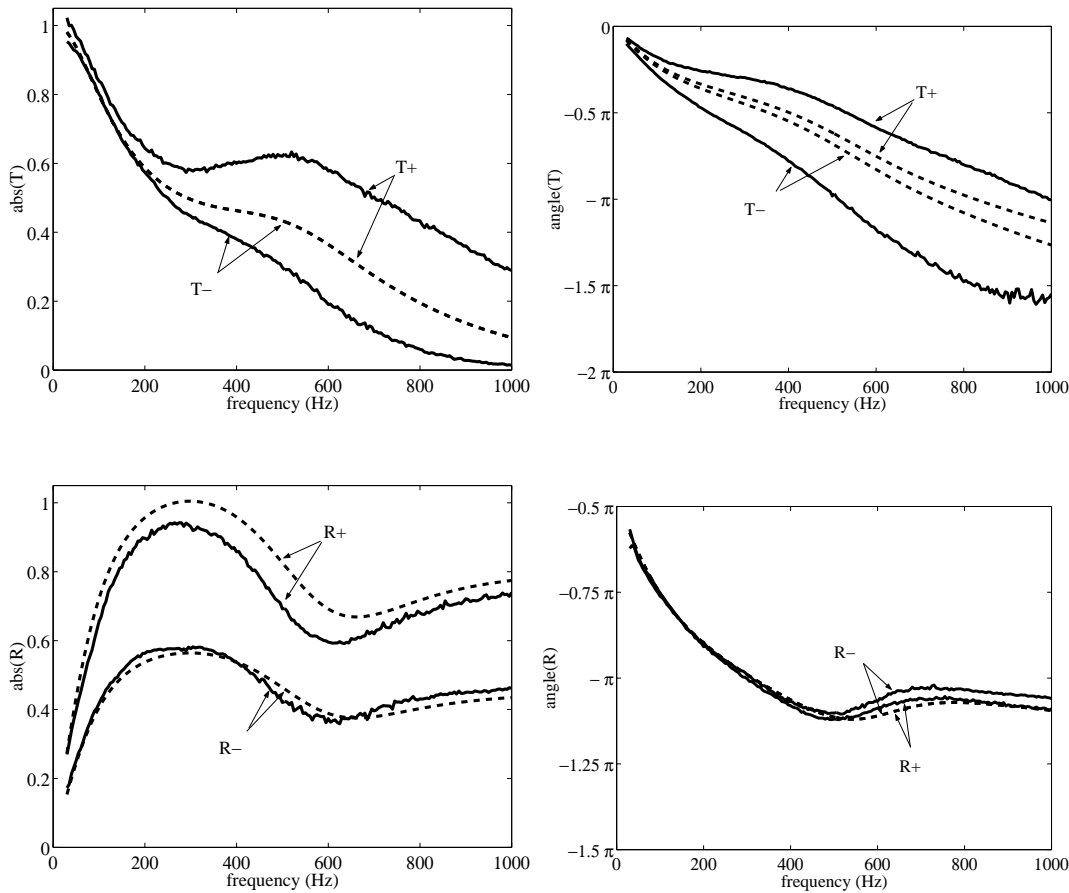 1
0.8
0.6
0.4
0.2
0
abs(T)
T+
T−
0 200 400 600 800 1000
frequency (Hz)
0
−0.5 π
− π
−1.5 π
−2 π
angle(T)
T+
T−
0 200 400 600 800 1000
frequency (Hz)
1
0.8
0.6
0.4
0.2
0
abs(R)
R+
R−
0 200 400 600 800 1000
frequency (Hz)
−0.5 π
−0.75 π
− π
−1.25 π
−1.5 π
angle(R)
R−
R+
0 200 400 600 800 1000
frequency (Hz)